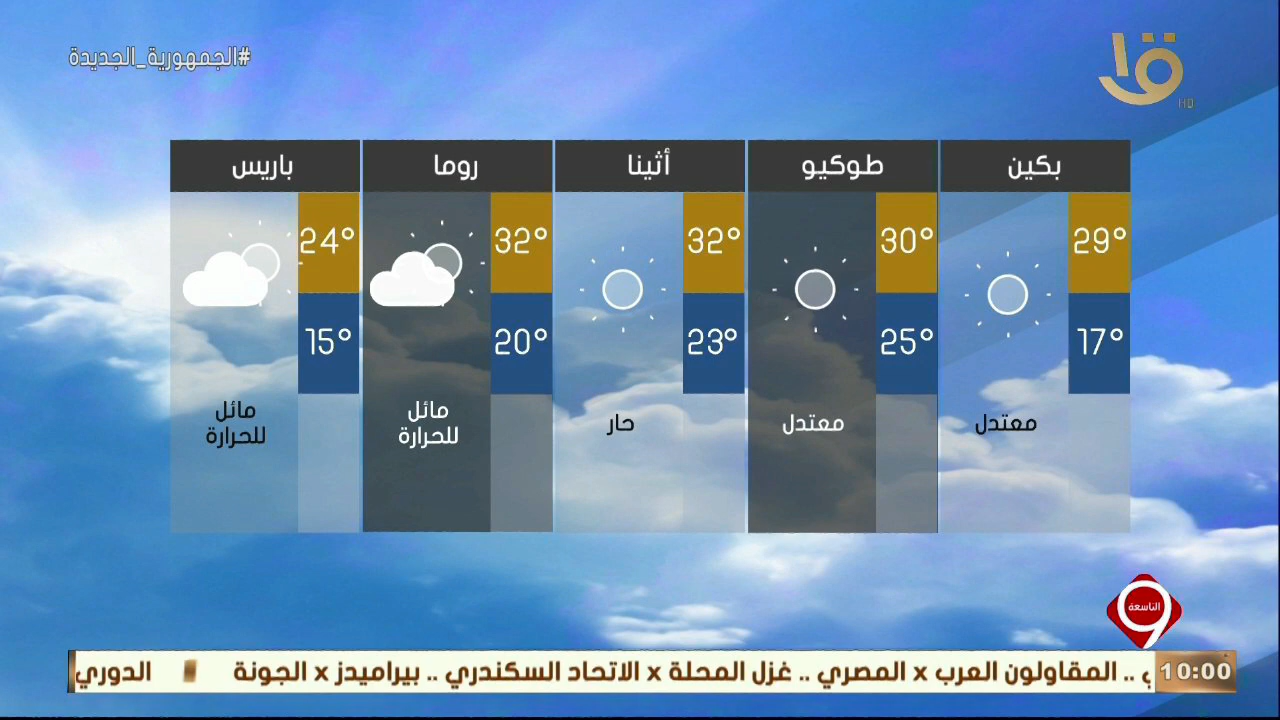 #الجمهورية_الجديدة
HD
بكين
29°
17°
معتدل
طوكيو
30°
25°
معتدل
أثينا
32°
23°
حار
روما
32°
20°
مائل
للحرارة
باريس
24°
15°
مائل
للحرارة
التاسعة
9
10:00
.. المقاولون العرب x المصري .. غزل المحلة x الاتحاد السكندري .. بيراميدز x الجونة
الدوري